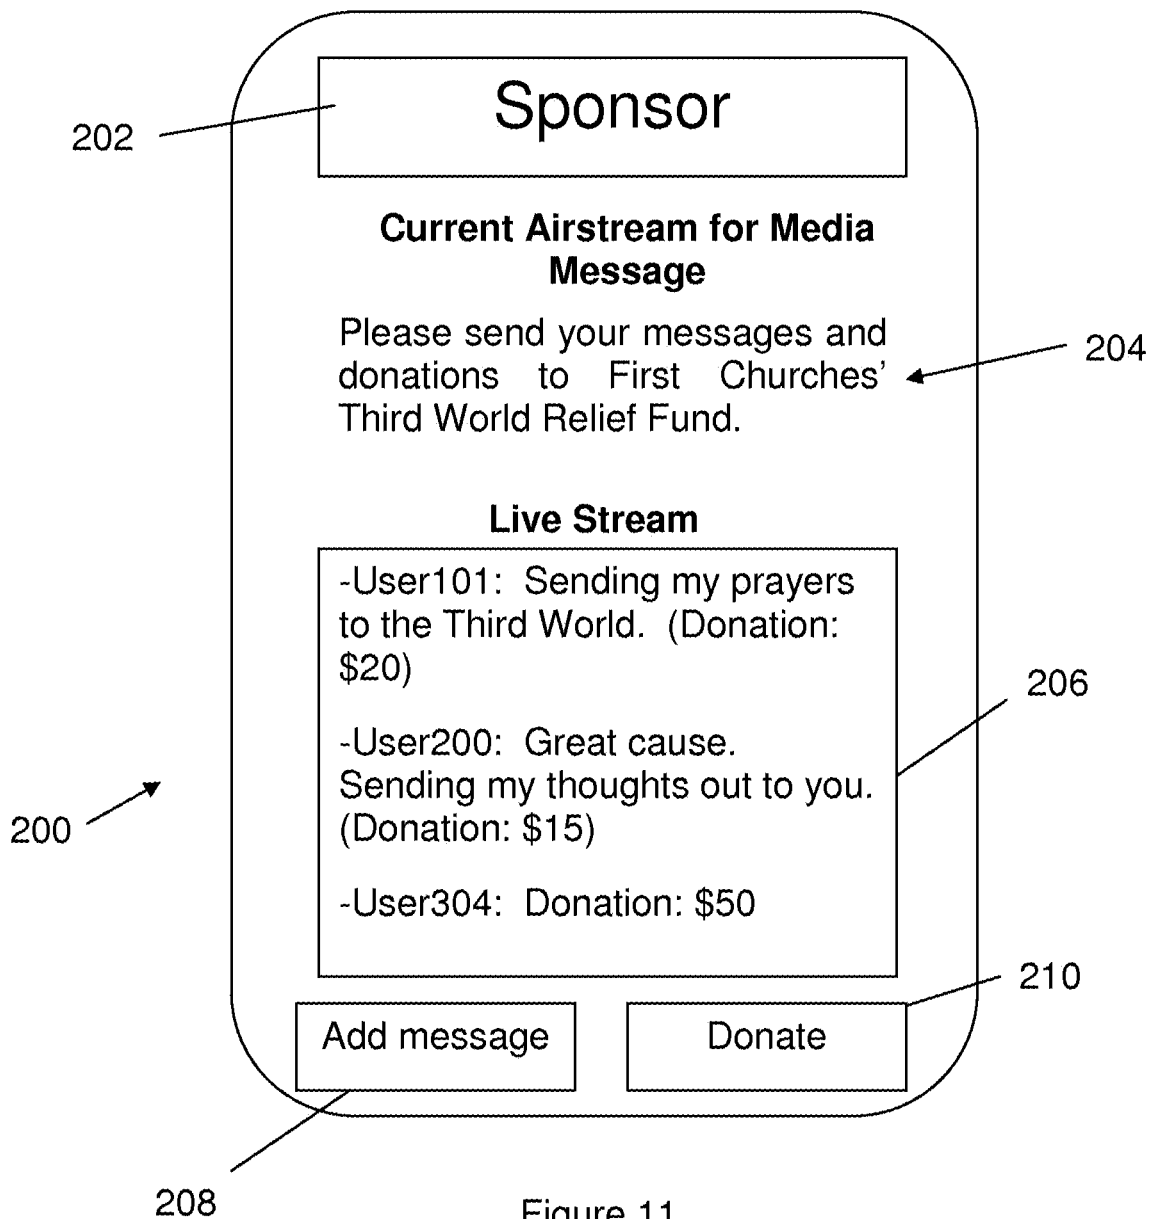 Sponsor
202
Current Airstream for Media
Message
Please send your messages and
donations to First Churches'
Third World Relief Fund.
204
Live Stream
-User101: Sending my prayers
to the Third World. (Donation:
$20)
206
-User200: Great cause.
Sending my thoughts out to you.
(Donation: $15)
200
-User304: Donation: $50
210
Add message
Donate
208
Figure 11